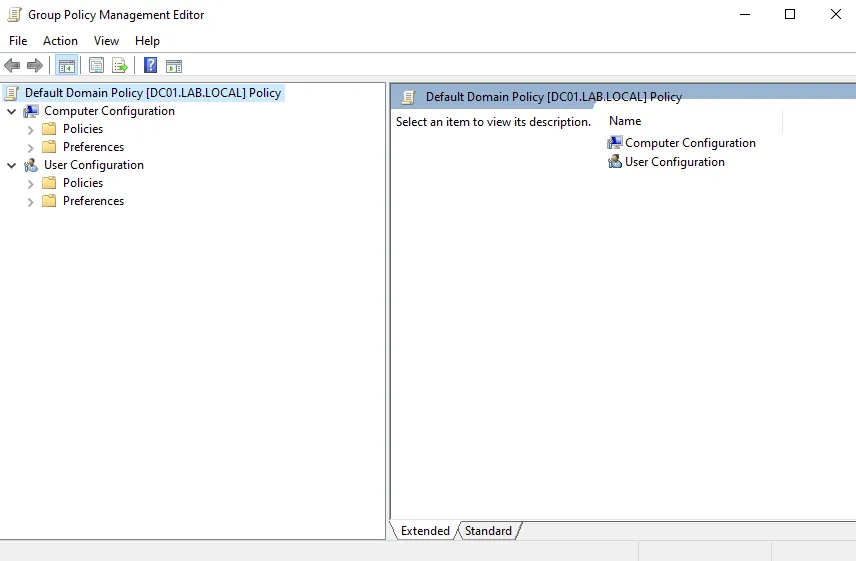 Group Policy Management Editor
File Action View Help
Default Domain Policy [DC01.LAB.LOCAL] Policy
Computer Configuration
Policies
Preferences
User Configuration
Policies
Preferences
Default Domain Policy [DC01.LAB.LOCAL] Policy
Select an item to view its description.
Name
Computer Configuration
User Configuration
Extended Standard